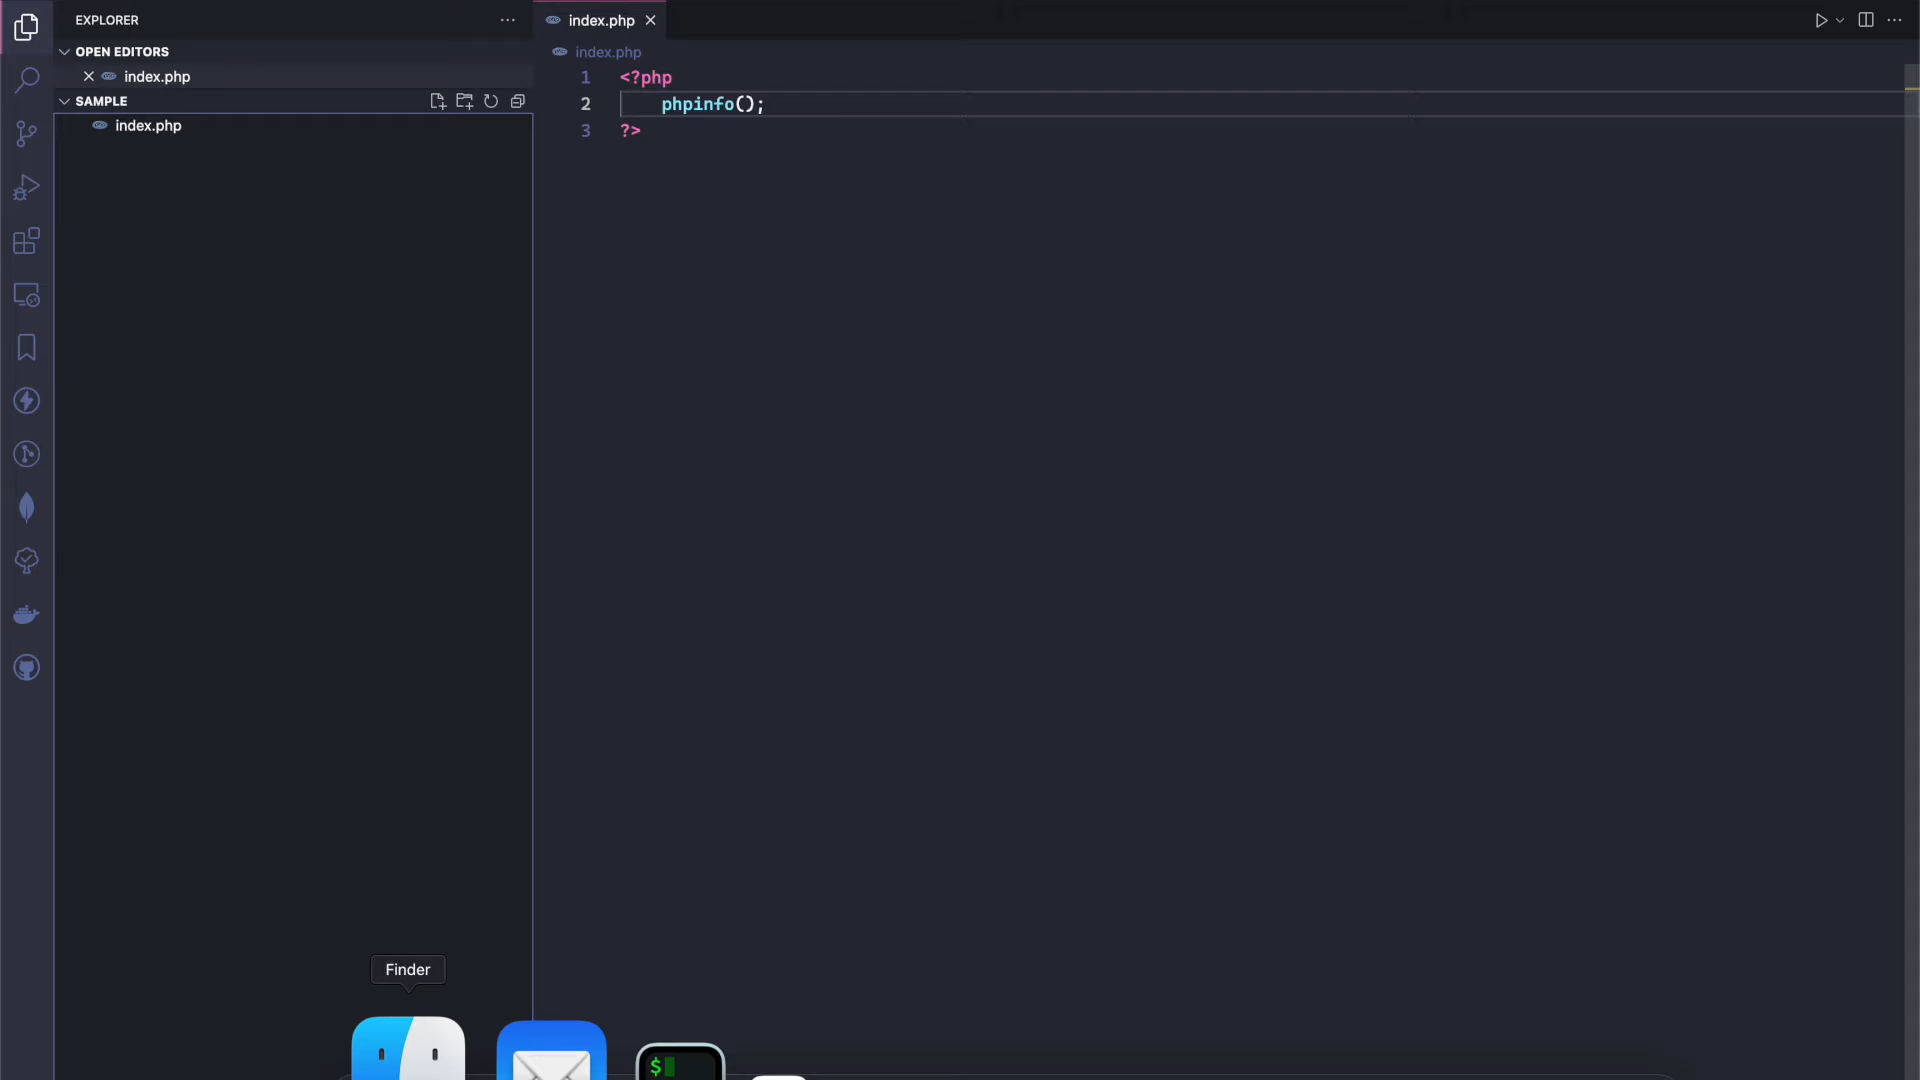 EXPLORER
OPEN EDITORS
index.php
SAMPLE
index.php
index.php
index.php
1 <?php
2 phpinfo();
3 ?>
Finder
$